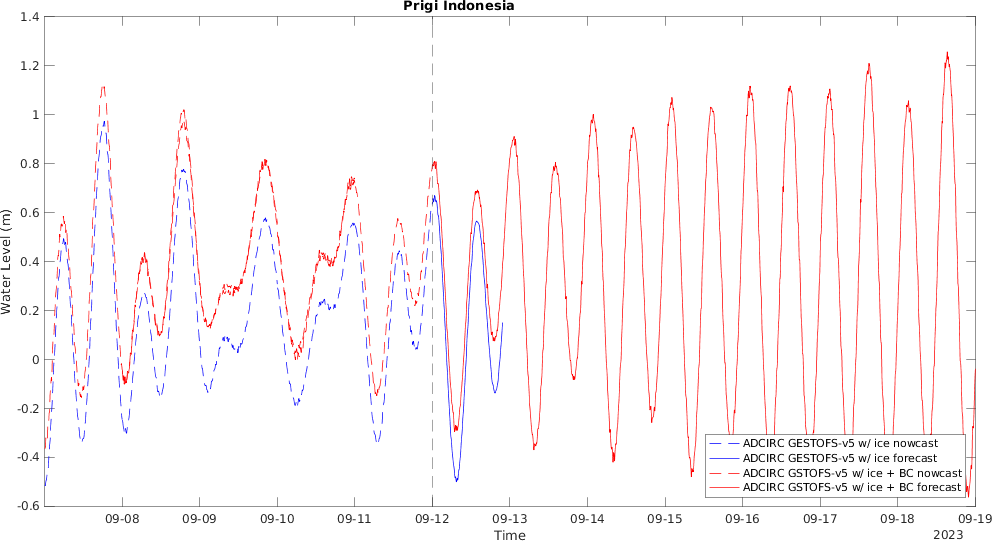 Prigi Indonesia
1.4
1.2
1
0.8
0.6
0.4
0.2
0
-0.2
-0.4
-0.6
Water Level (m)
ADCIRC GESTOFS-v5 w/ ice nowcast
ADCIRC GESTOFS-v5 w/ ice forecast
ADCIRC GSTOFS-v5 w/ ice + BC nowcast
ADCIRC GSTOFS-v5 w/ ice + BC forecast
09-08 09-09 09-10 09-11 09-12 09-13 09-14 09-15 09-16 09-17 09-18 09-19
Time
2023